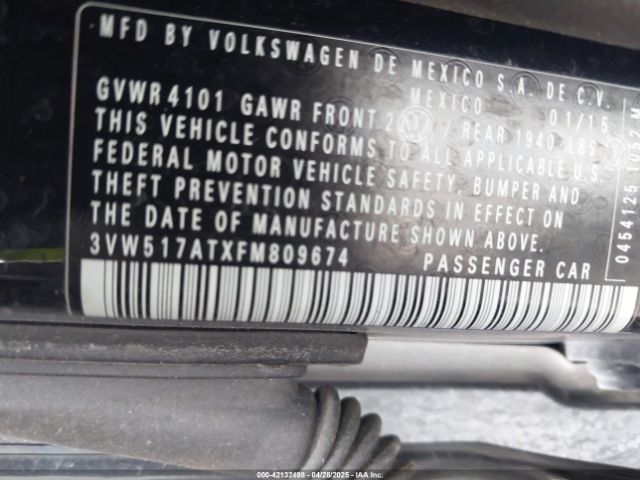 MFD BY VOLKSWAGEN DE MEXICO S.A. DE C.V.
MEXICO 01/15
GVWR 4101 GAWR FRONT 2 / REAR 1940 LBS
THIS VEHICLE CONFORMS TO ALL APPLICABLE U.S.
FEDERAL MOTOR VEHICLE SAFETY, BUMPER AND
THEFT PREVENTION STANDARDS IN EFFECT ON
THE DATE OF MANUFACTURE SHOWN ABOVE.
3VW517ATXFM809674 PASSENGER CAR
0454125
000-42132498 - 04/28/2025 - © IAA, LLC